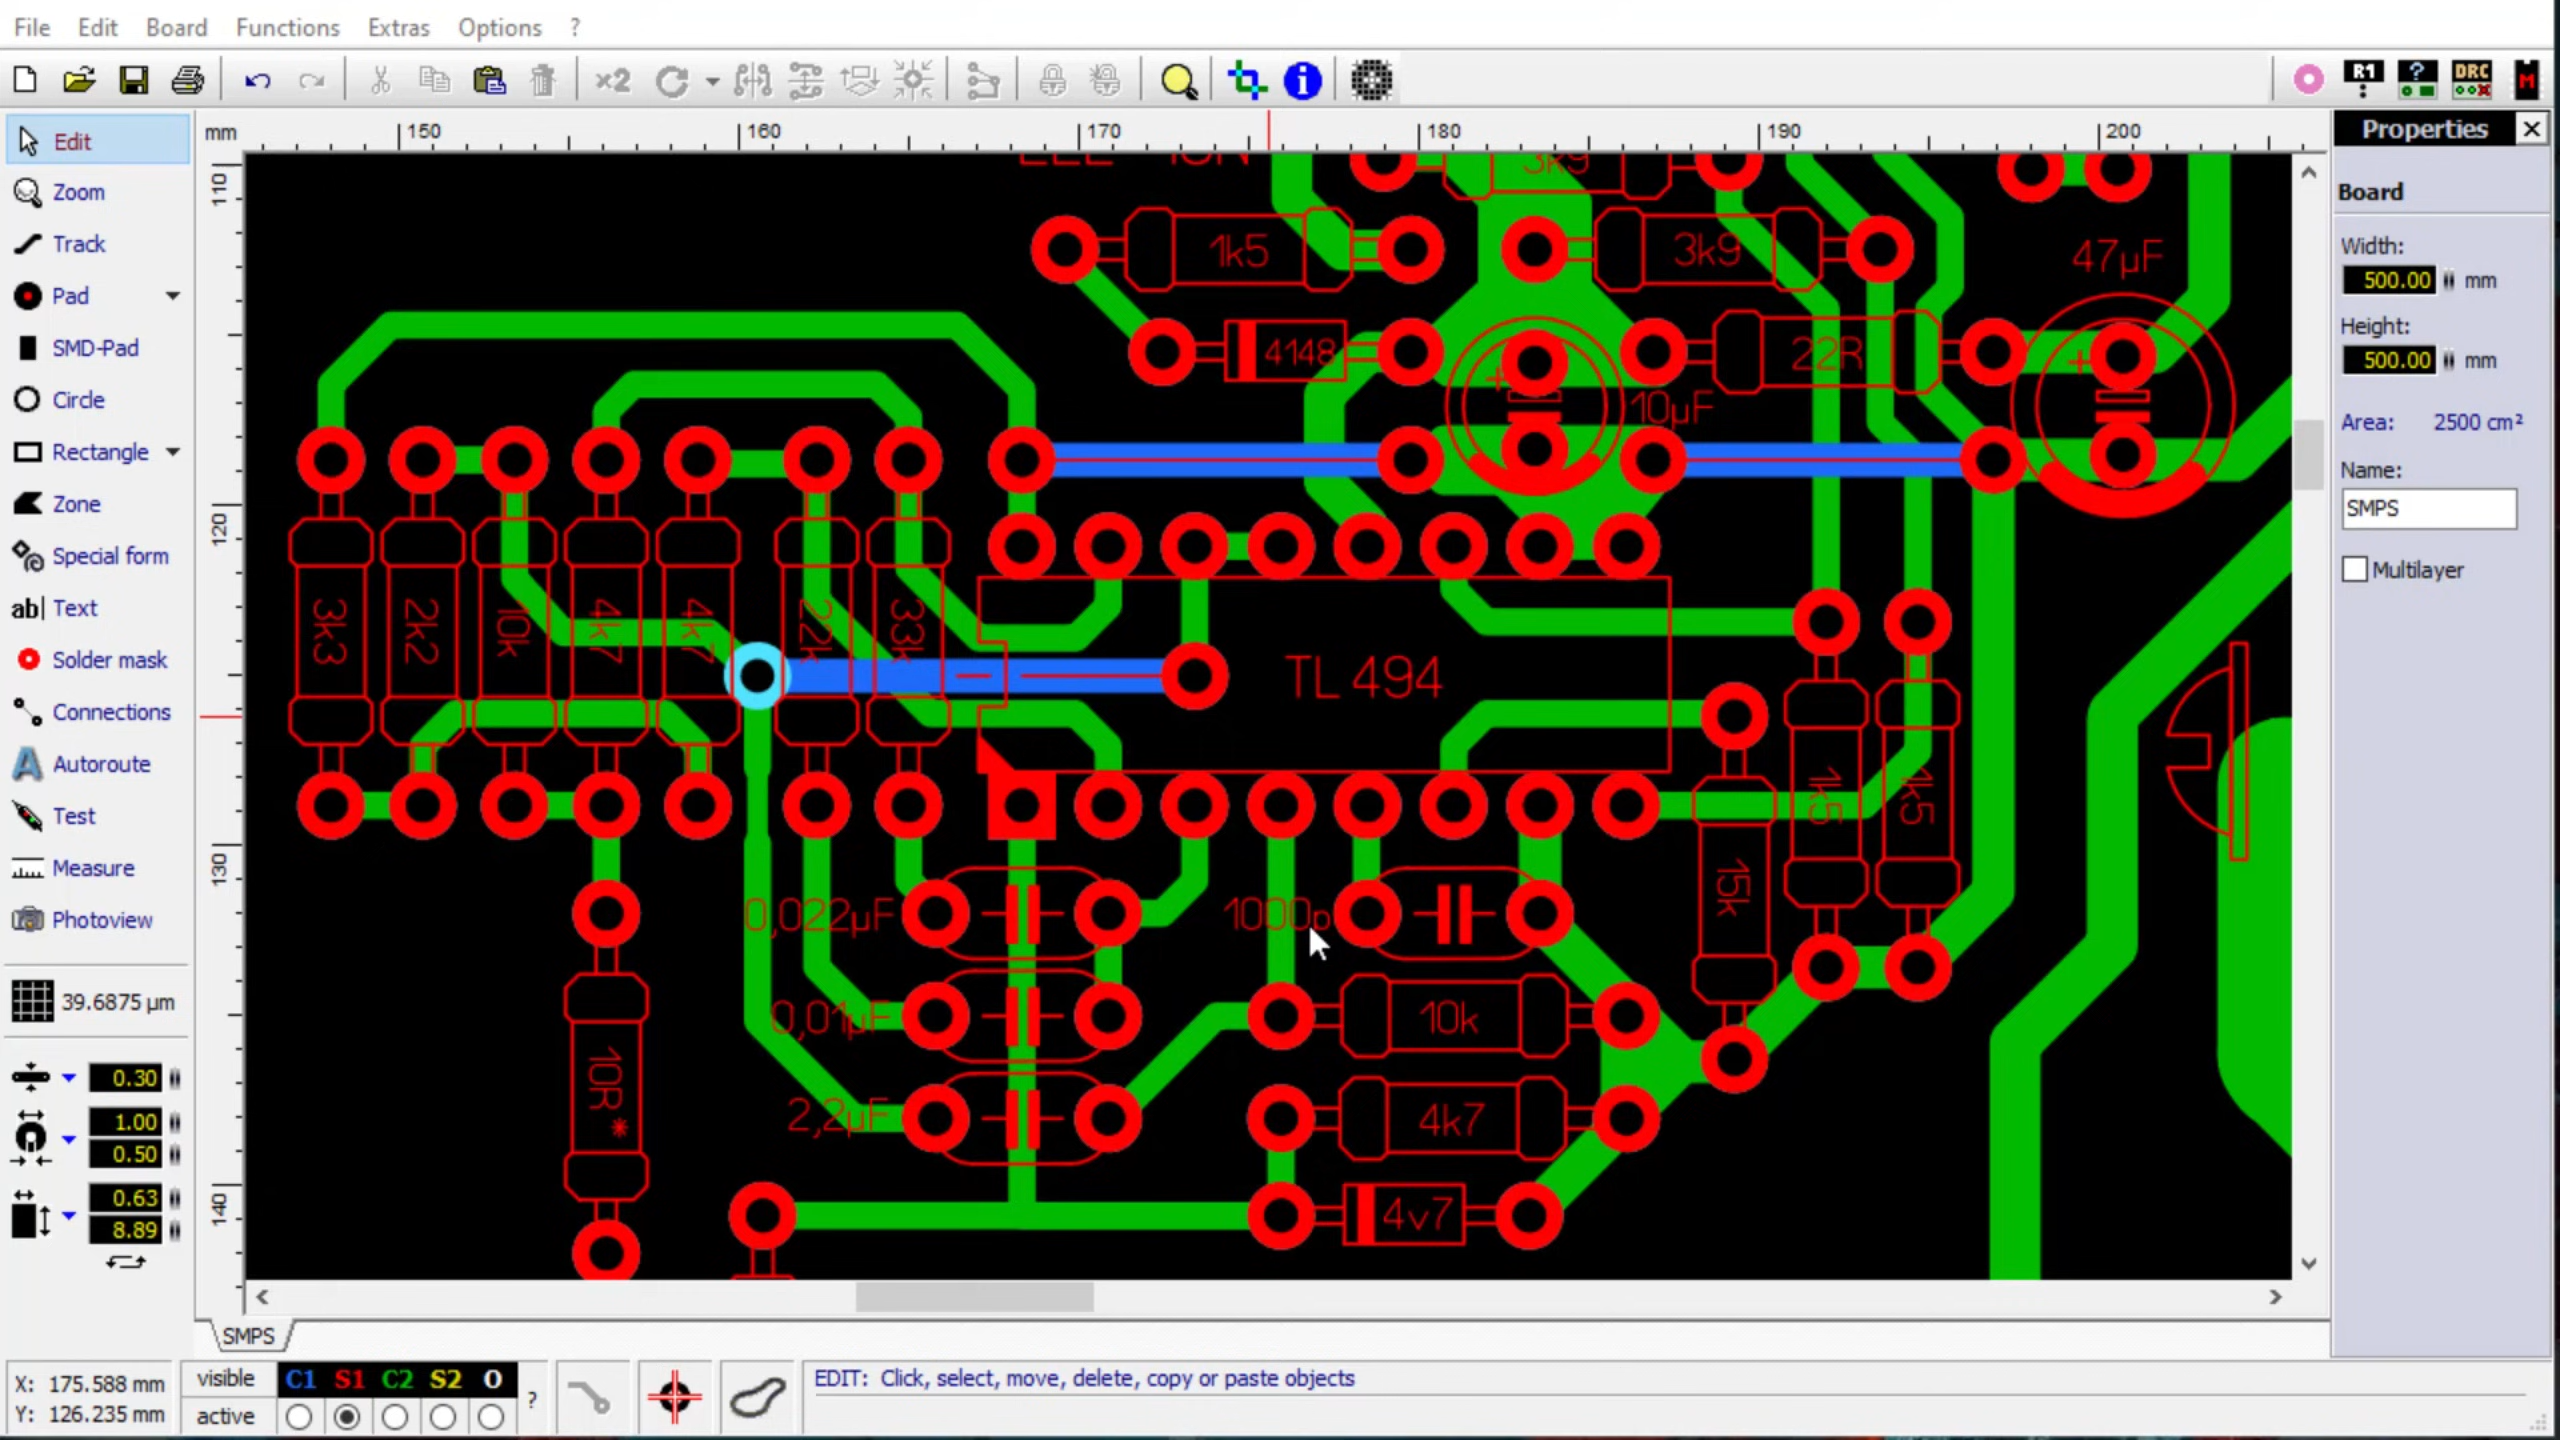 File Edit Board Functions Extras Options ?
x2
R1
?
DRC
M
Edit
Zoom
Track
Pad
SMD-Pad
Circle
Rectangle
Zone
Special form
ab| Text
Solder mask
Connections
Autoroute
Test
Measure
Photoview
39.6875 µm
0.30
1.00
0.50
0.63
8.89
mm 150 160 170 180 190 200
110
120
130
140
3k9
1k5
3k9
47µF
4148
22R
+
+
10µF
3k3
2k2
10k
4k7
4k7
22k
33k
TL 494
1k5
1k5
15k
0,022µF
1000p
0,01µF
10k
10R*
2,2µF
4k7
4v7
SMPS
Properties
Board
Width:
500.00 mm
Height:
500.00 mm
Area: 2500 cm²
Name:
SMPS
Multilayer
X: 175.588 mm
Y: 126.235 mm
visible C1 S1 C2 S2 O
active
?
EDIT: Click, select, move, delete, copy or paste objects